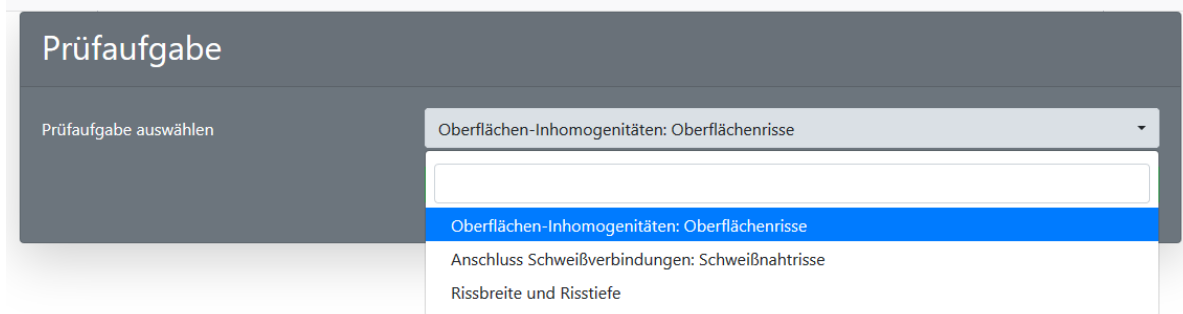 Prüfaufgabe
Prüfaufgabe auswählen
Oberflächen-Inhomogenitäten: Oberflächenrisse
Oberflächen-Inhomogenitäten: Oberflächenrisse
Anschluss Schweißverbindungen: Schweißnahtrisse
Rissbreite und Risstiefe